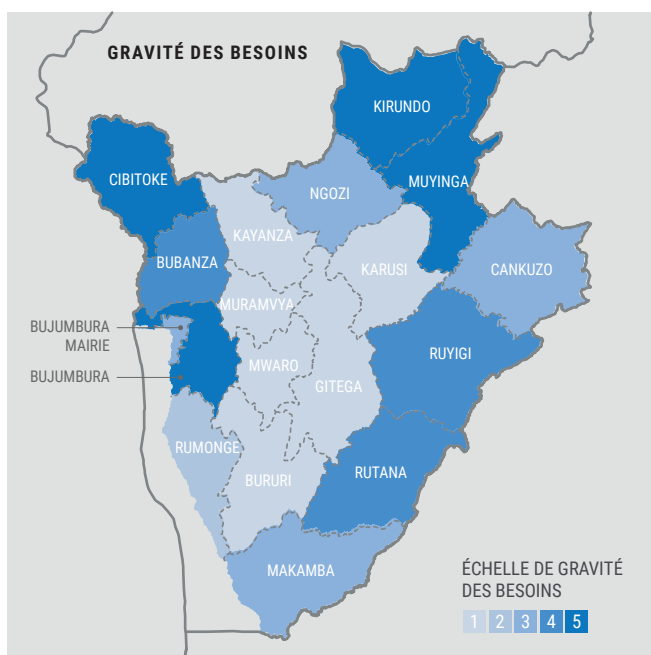 GRAVITÉ DES BESOINS
KIRUNDO
CIBITOKE
NGOZI
MUYINGA
KAYANZA
BUBANZA
KARUSI
CANKUZO
MURAMVYA
BUJUMBURA
MAIRIE
RUYIGI
MWARO
BUJUMBURA
GITEGA
RUMONGE
RUTANA
BURURI
MAKAMBA
ÉCHELLE DE GRAVITÉ
DES BESOINS
1 2 3 4 5